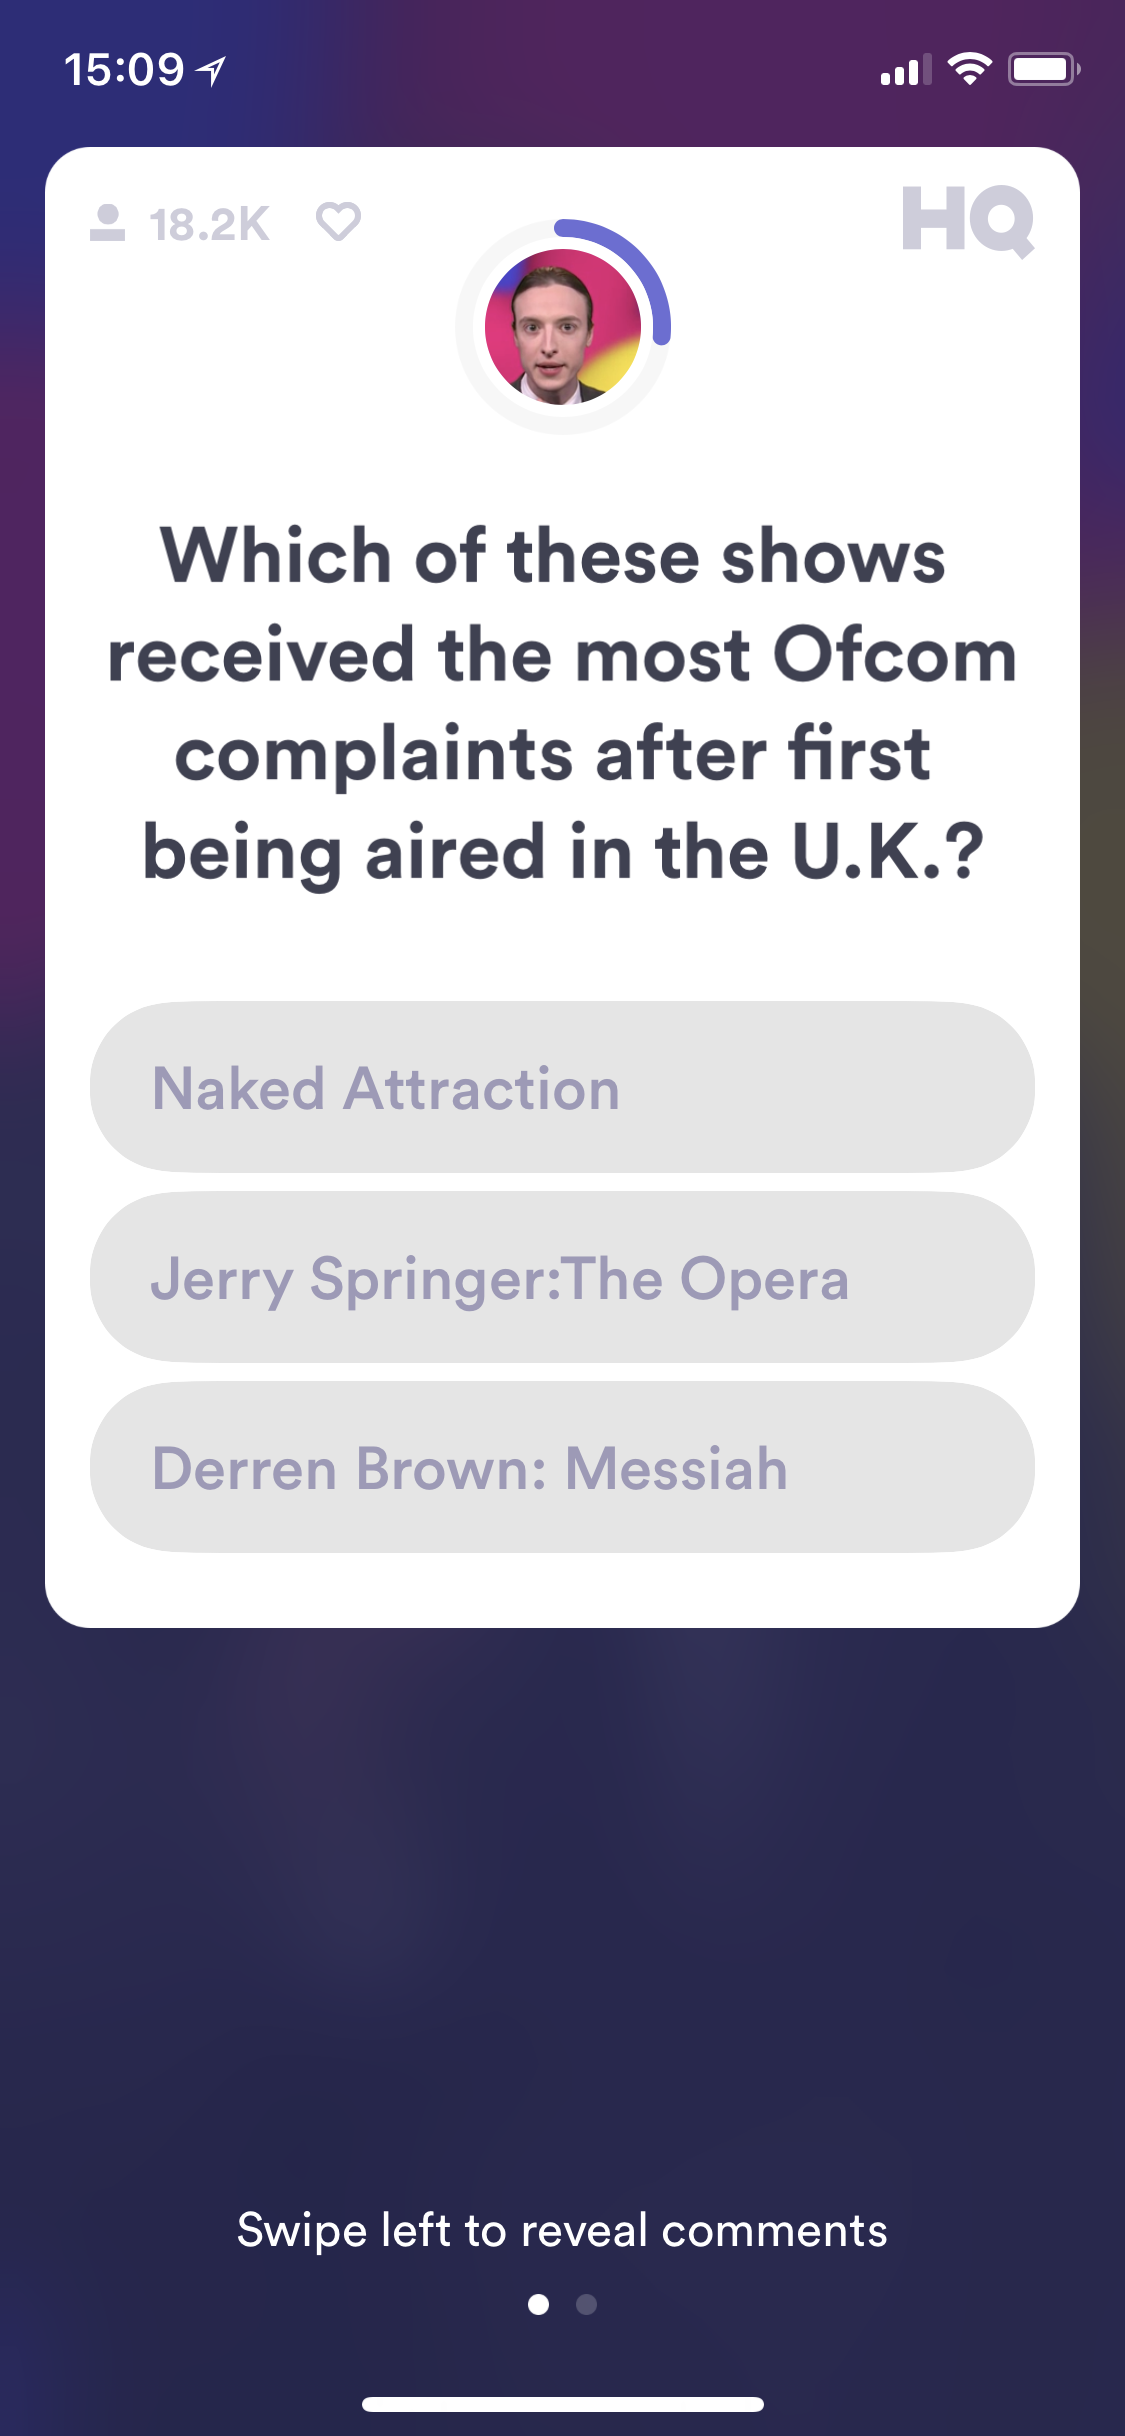 15:09
18.2K
HQ
Which of these shows
received the most Ofcom
complaints after first
being aired in the U.K.?
Naked Attraction
Jerry Springer:The Opera
Derren Brown: Messiah
Swipe left to reveal comments